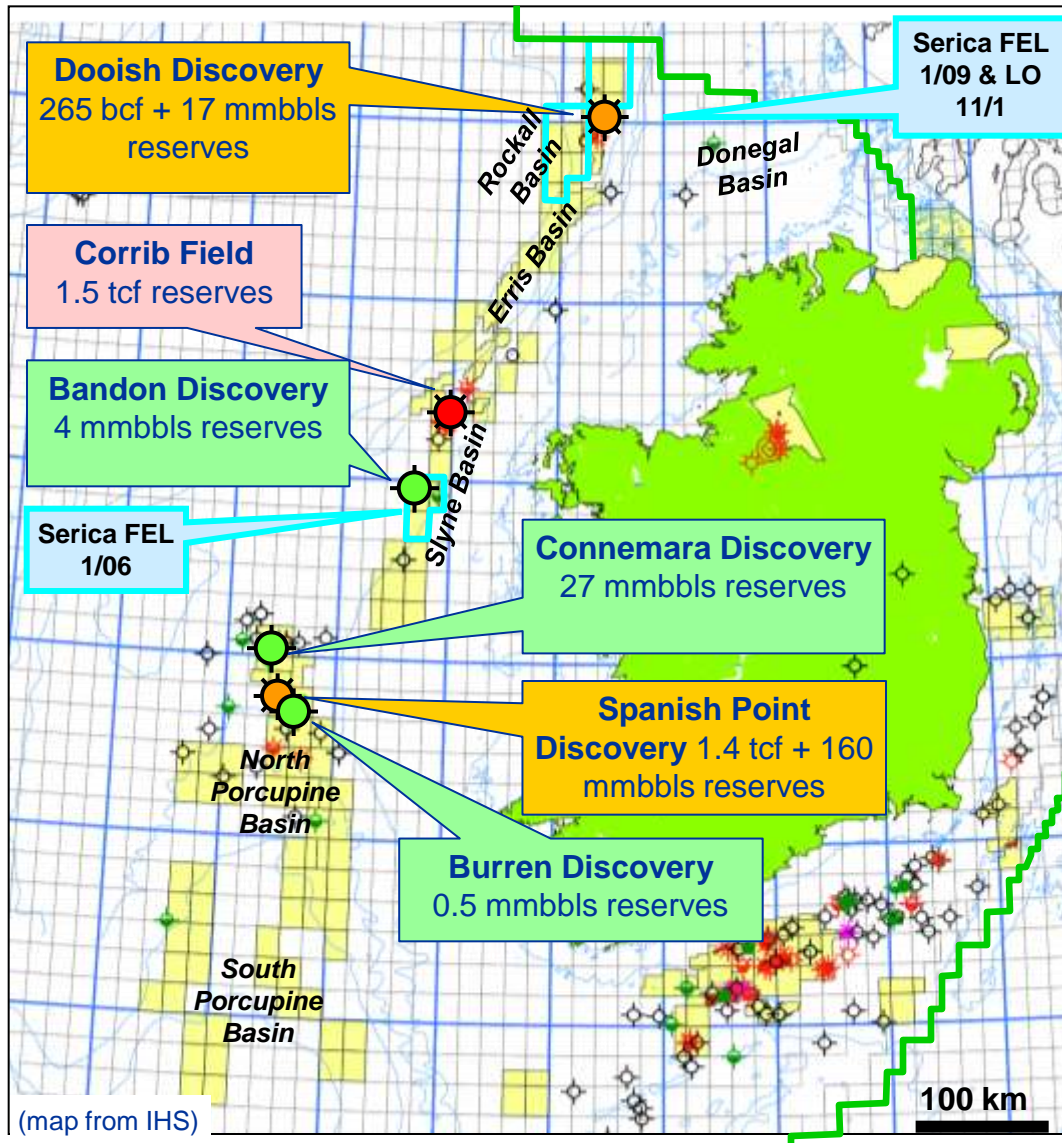 Dooish Discovery
265 bcf + 17 mmbbls
reserves
Serica FEL
1/09 & LO
11/1
Rockall
Basin
Donegal
Basin
Erris Basin
Corrib Field
1.5 tcf reserves
Bandon Discovery
4 mmbbls reserves
Slyne Basin
Serica FEL
1/06
Connemara Discovery
27 mmbbls reserves
Spanish Point
Discovery 1.4 tcf + 160
mmbbls reserves
North
Porcupine
Basin
Burren Discovery
0.5 mmbbls reserves
South
Porcupine
Basin
(map from IHS)
100 km